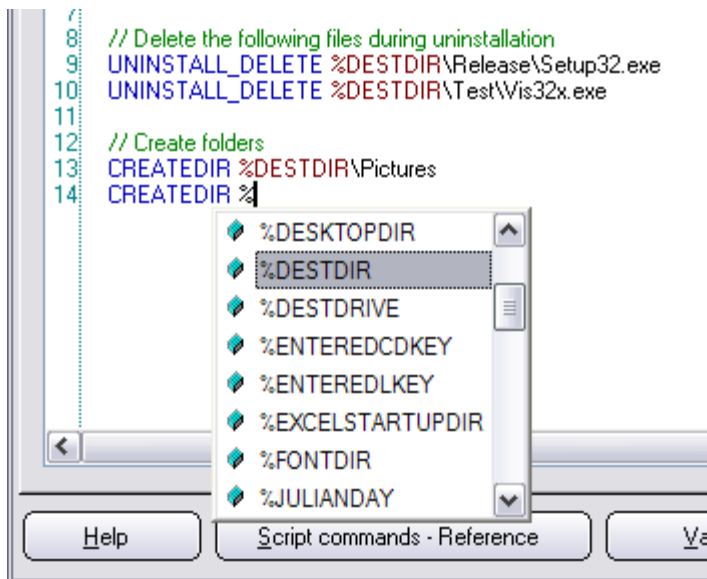 7
8 // Delete the following files during uninstallation
9 UNINSTALL_DELETE %DESTDIR\Release\Setup32.exe
10 UNINSTALL_DELETE %DESTDIR\Test\Vis32x.exe
11
12 // Create folders
13 CREATEDIR %DESTDIR\Pictures
14 CREATEDIR %
%DESKTOPDIR
%DESTDIR
%DESTDRIVE
%ENTEREDCDKEY
%ENTEREDLKEY
%EXCELSTARTUPDIR
%FONTDIR
%JULIANDAY
Help Script commands - Reference Va